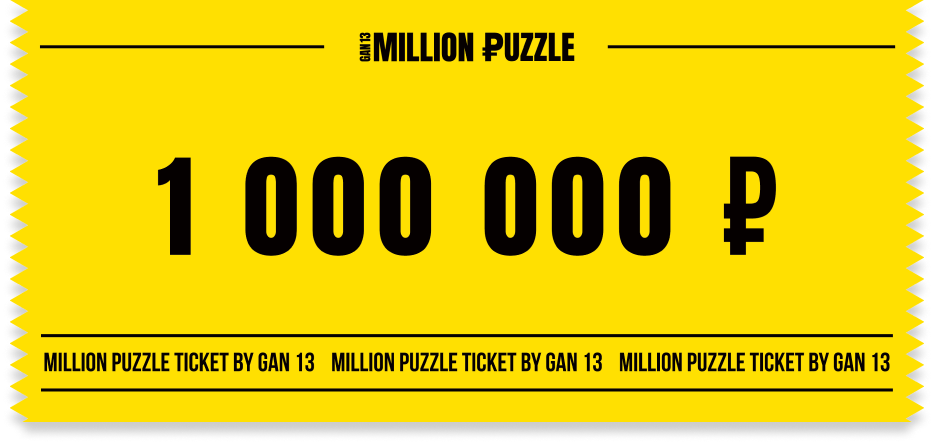 GAN 13 MILLION ₽UZZLE
1 000 000 ₽
MILLION PUZZLE TICKET BY GAN 13 MILLION PUZZLE TICKET BY GAN 13 MILLION PUZZLE TICKET BY GAN 13